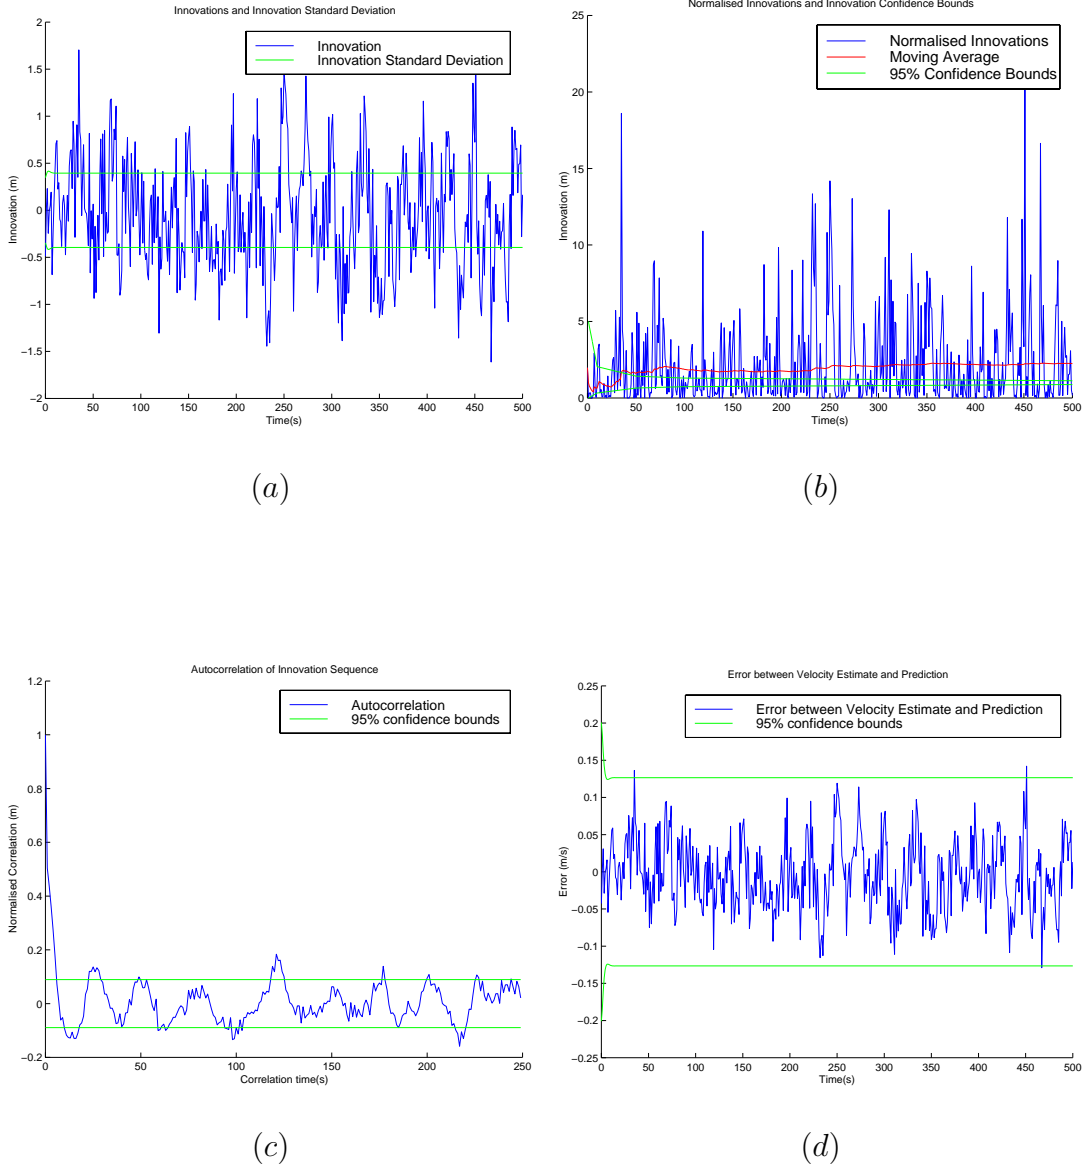 Innovations and Innovation Standard Deviation
2
1.5
1
0.5
0
−0.5
−1
−1.5
−2
Innovation (m)
Innovation
Innovation Standard Deviation
0 50 100 150 200 250 300 350 400 450 500
Time(s)
(a)
Normalised Innovations and Innovation Confidence Bounds
25
20
15
10
5
0
Innovation (m)
Normalised Innovations
Moving Average
95% Confidence Bounds
0 50 100 150 200 250 300 350 400 450 500
Time(s)
(b)
Autocorrelation of Innovation Sequence
1.2
1
0.8
0.6
0.4
0.2
0
−0.2
Normalised Correlation (m)
Autocorrelation
95% confidence bounds
0 50 100 150 200 250
Correlation time(s)
(c)
Error between Velocity Estimate and Prediction
0.25
0.2
0.15
0.1
0.05
0
−0.05
−0.1
−0.15
−0.2
−0.25
Error (m/s)
Error between Velocity Estimate and Prediction
95% confidence bounds
0 50 100 150 200 250 300 350 400 450 500
Time(s)
(d)